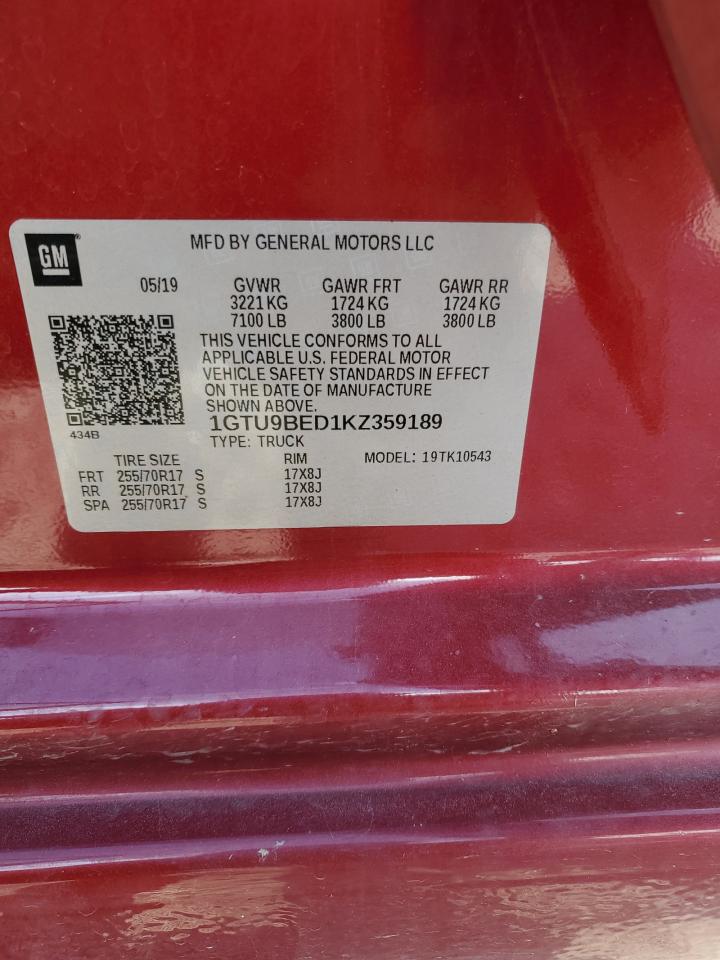 GM
MFD BY GENERAL MOTORS LLC
05/19 GVWR GAWR FRT GAWR RR
3221 KG 1724 KG 1724 KG
7100 LB 3800 LB 3800 LB
THIS VEHICLE CONFORMS TO ALL
APPLICABLE U.S. FEDERAL MOTOR
VEHICLE SAFETY STANDARDS IN EFFECT
ON THE DATE OF MANUFACTURE
SHOWN ABOVE.
434B
1GTU9BED1KZ359189
TYPE: TRUCK
TIRE SIZE RIM MODEL: 19TK10543
FRT 255/70R17 S 17X8J
RR 255/70R17 S 17X8J
SPA 255/70R17 S 17X8J